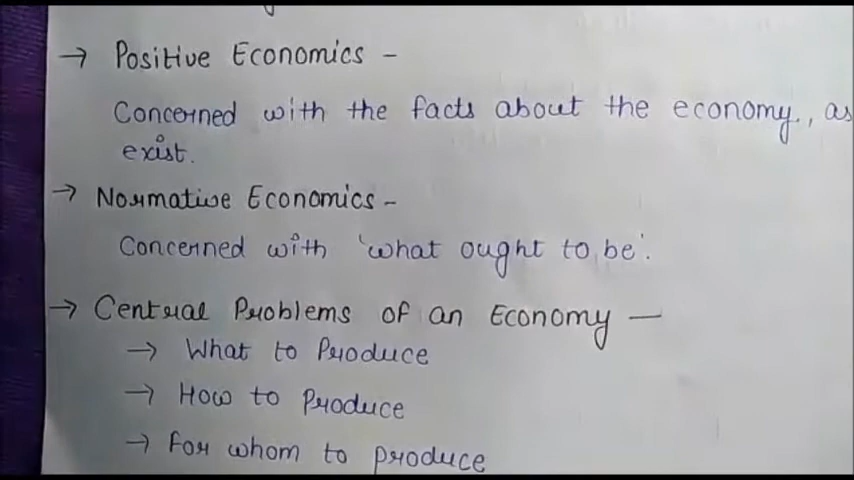 → Positive Economics -
Concerned with the facts about the economy., as
exist.
→ Normative Economics -
Concerned with 'what ought to be'.
→ Central Problems of an Economy —
→ What to Produce
→ How to Produce
→ For whom to produce